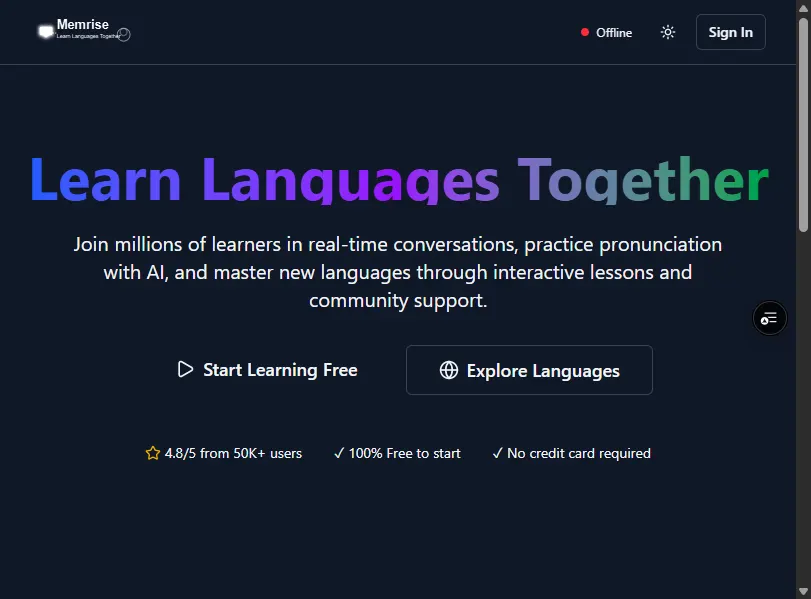 Memrise
Learn Languages Together
Offline
Sign In
Learn Languages Together
Join millions of learners in real-time conversations, practice pronunciation
with AI, and master new languages through interactive lessons and
community support.
Start Learning Free
Explore Languages
4.8/5 from 50K+ users
✓ 100% Free to start
✓ No credit card required